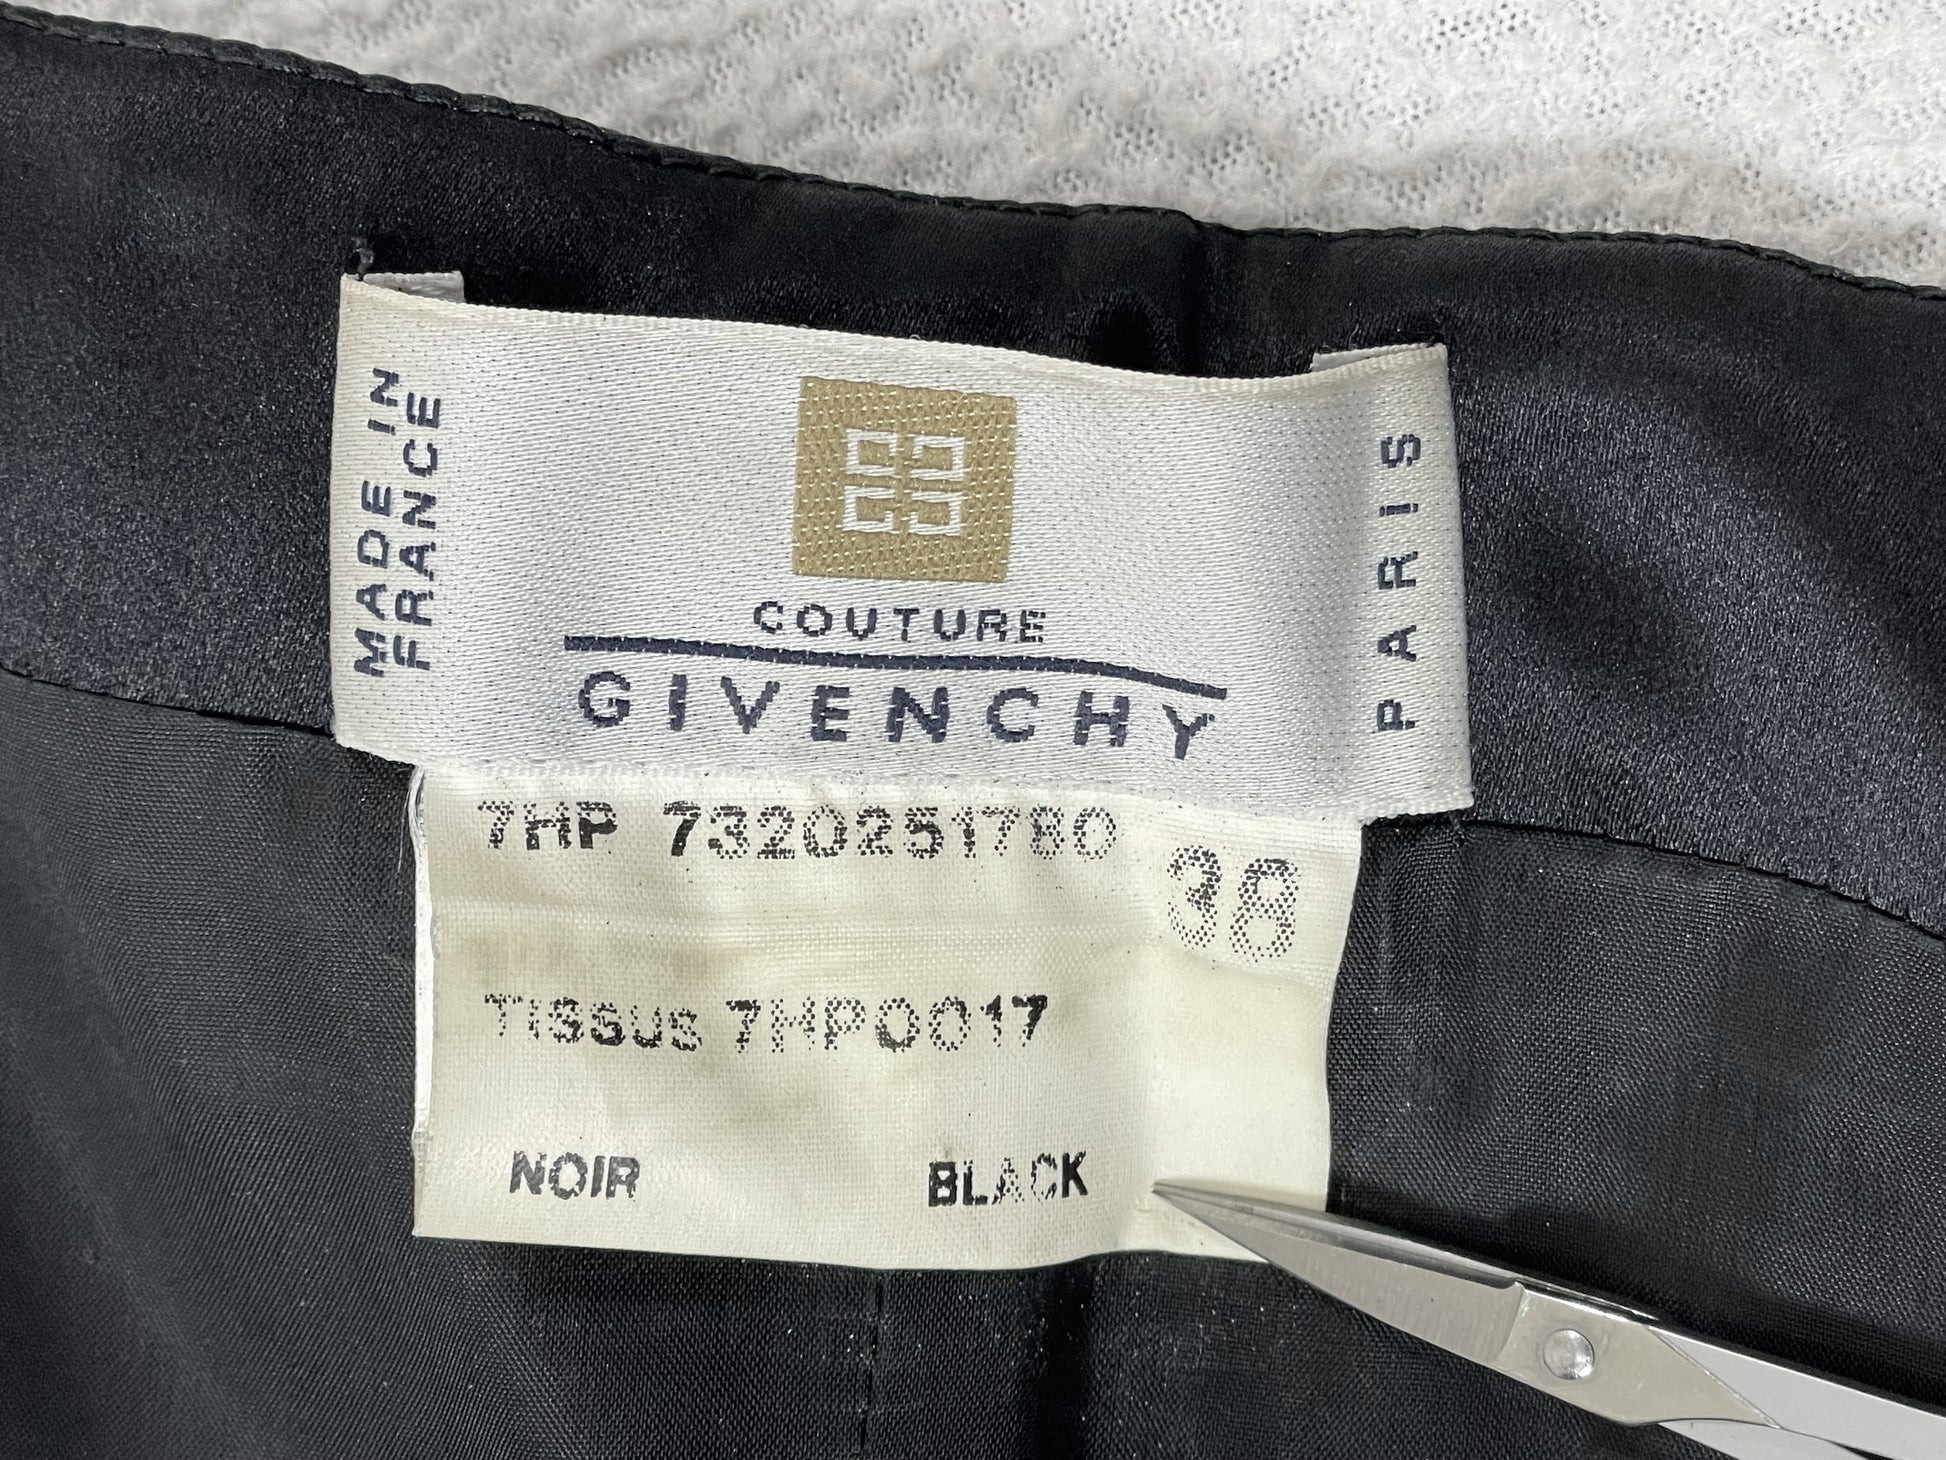 MADE IN
FRANCE
COUTURE
GIVENCHY
PARIS
7HP 7320251780
38
TISSUS 7HP0017
NOIR BLACK